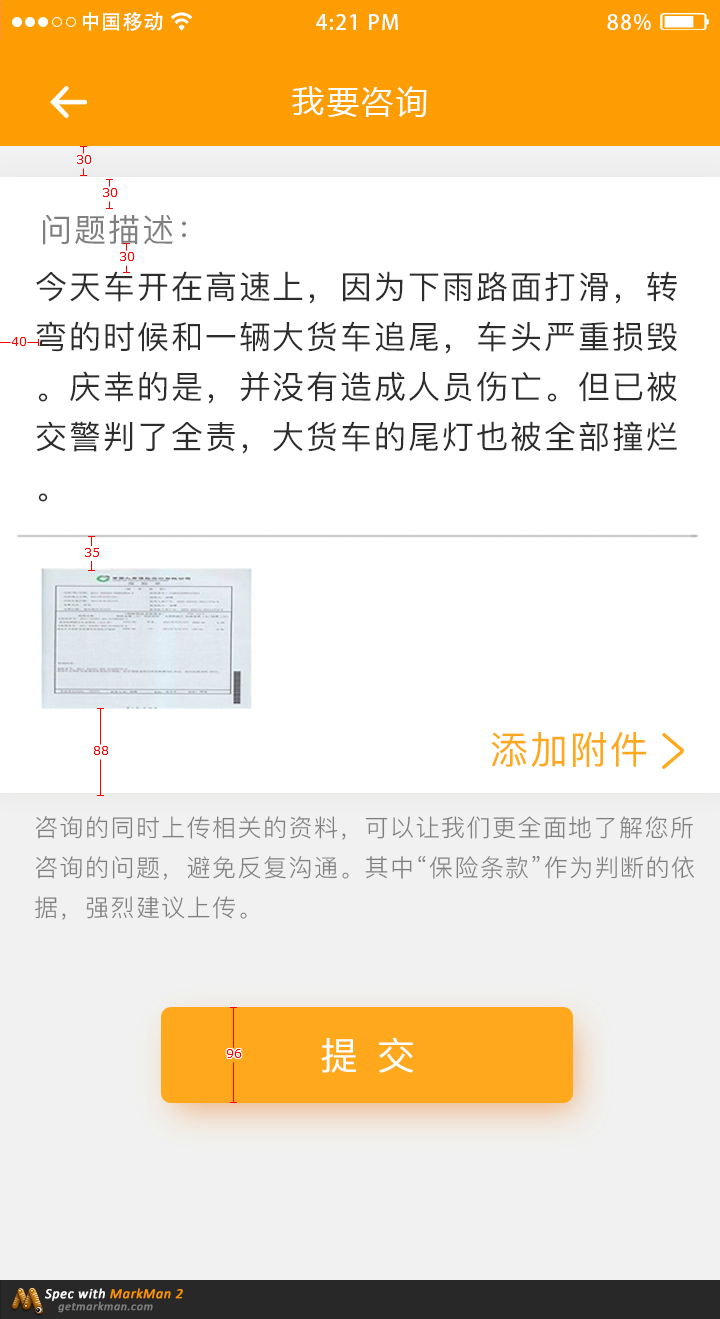 中国移动 4:21 PM 88%
我要咨询
30
30
问题描述：
30
今天车开在高速上，因为下雨路面打滑，转
40
弯的时候和一辆大货车追尾，车头严重损毁
。庆幸的是，并没有造成人员伤亡。但已被
交警判了全责，大货车的尾灯也被全部撞烂
。
35
88
添加附件
咨询的同时上传相关的资料，可以让我们更全面地了解您所
咨询的问题，避免反复沟通。其中“保险条款”作为判断的依
据，强烈建议上传。
96
提 交
Spec with MarkMan 2
getmarkman.com